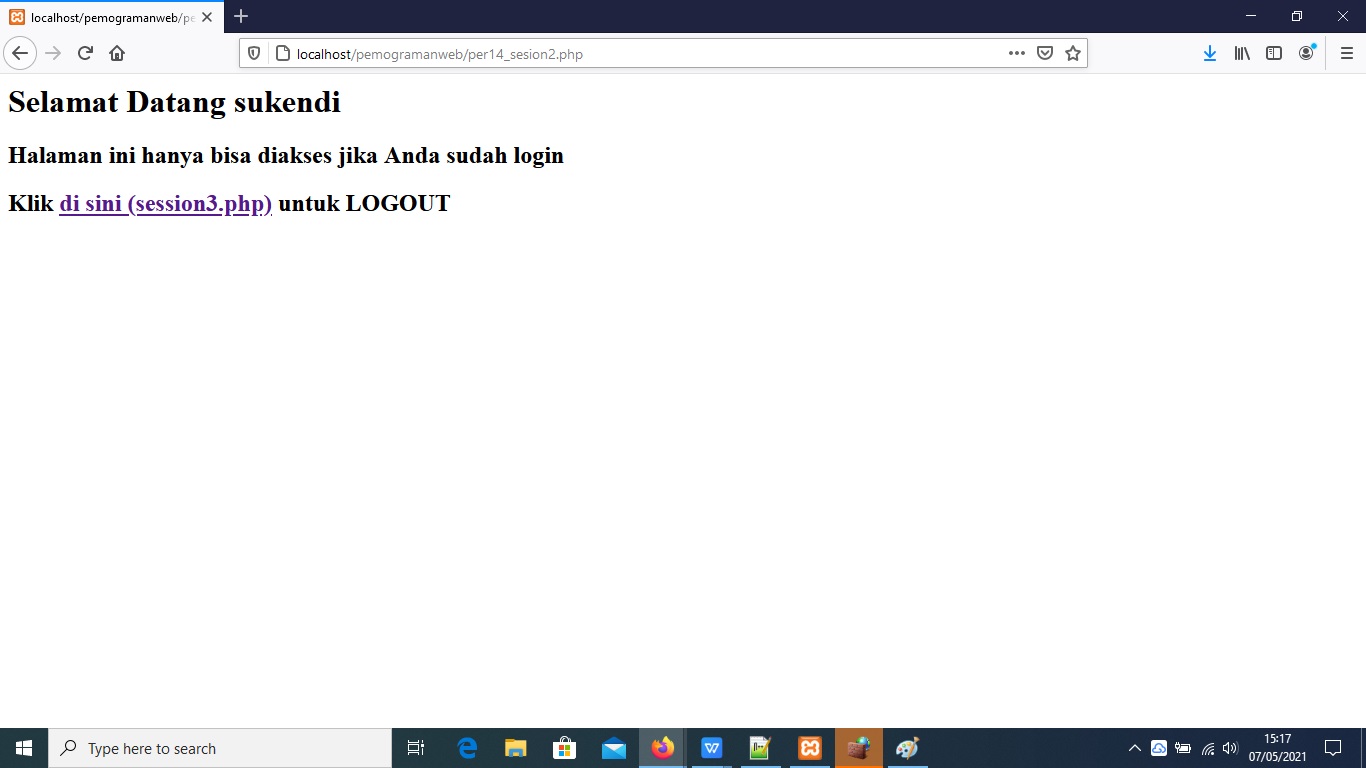 localhost/pemogramanweb/pe
localhost/pemogramanweb/per14_sesion2.php
Selamat Datang sukendi
Halaman ini hanya bisa diakses jika Anda sudah login
Klik di sini (session3.php) untuk LOGOUT
Type here to search
15:17
07/05/2021